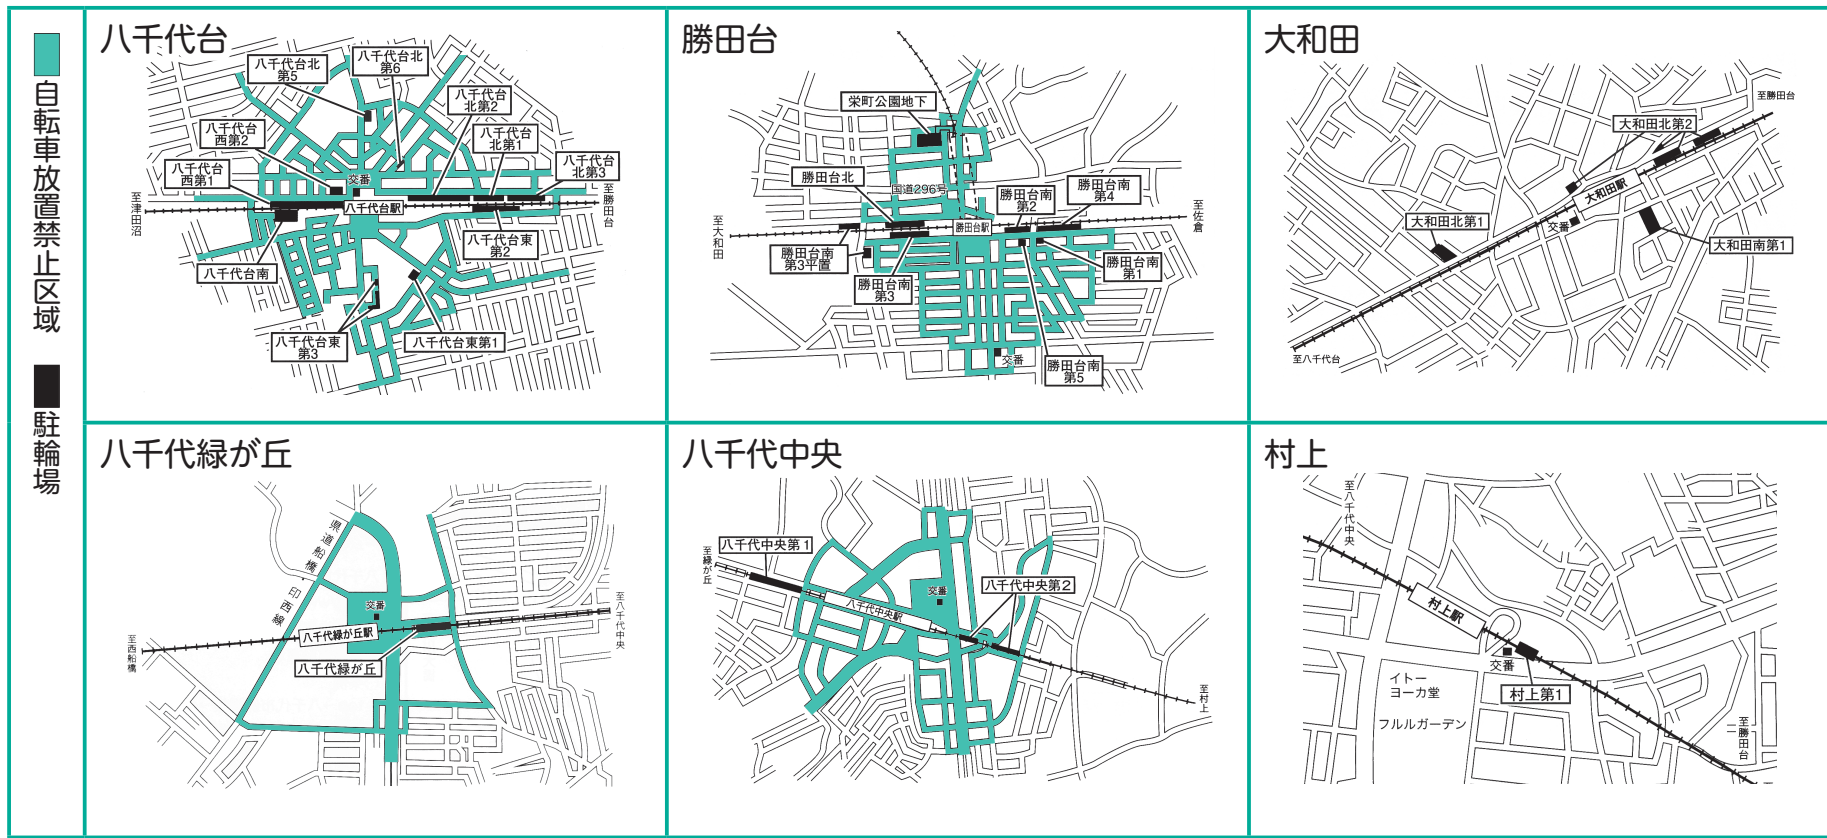 自転車放置禁止区域
駐輪場
八千代台
八千代台北
第5
八千代台北
第6
八千代台
北第2
八千代台
西第2
八千代台
北第1
八千代台
西第1
八千代台
北第3
交番
至津田沼
八千代台駅
至勝田台
八千代台東
第2
八千代台南
八千代台東
第3
八千代台東第1
勝田台
栄町公園地下
勝田台北
国道296号
勝田台南
第2
勝田台南
第4
至大和田
勝田台駅
至佐倉
勝田台南
第3平置
勝田台南
第3
勝田台南
第1
交番
勝田台南
第5
大和田
至勝田台
大和田北第2
大和田駅
大和田北第1
交番
大和田南第1
至八千代台
八千代緑が丘
県道船橋・印西線
交番
至八千代中央
八千代緑が丘駅
至西船橋
八千代緑が丘
八千代中央
八千代中央第1
至緑が丘
八千代中央第2
交番
八千代中央駅
至村上
村上
至八千代中央
村上駅
交番
イトー
ヨーカ堂
村上第1
フルルガーデン
至勝田台